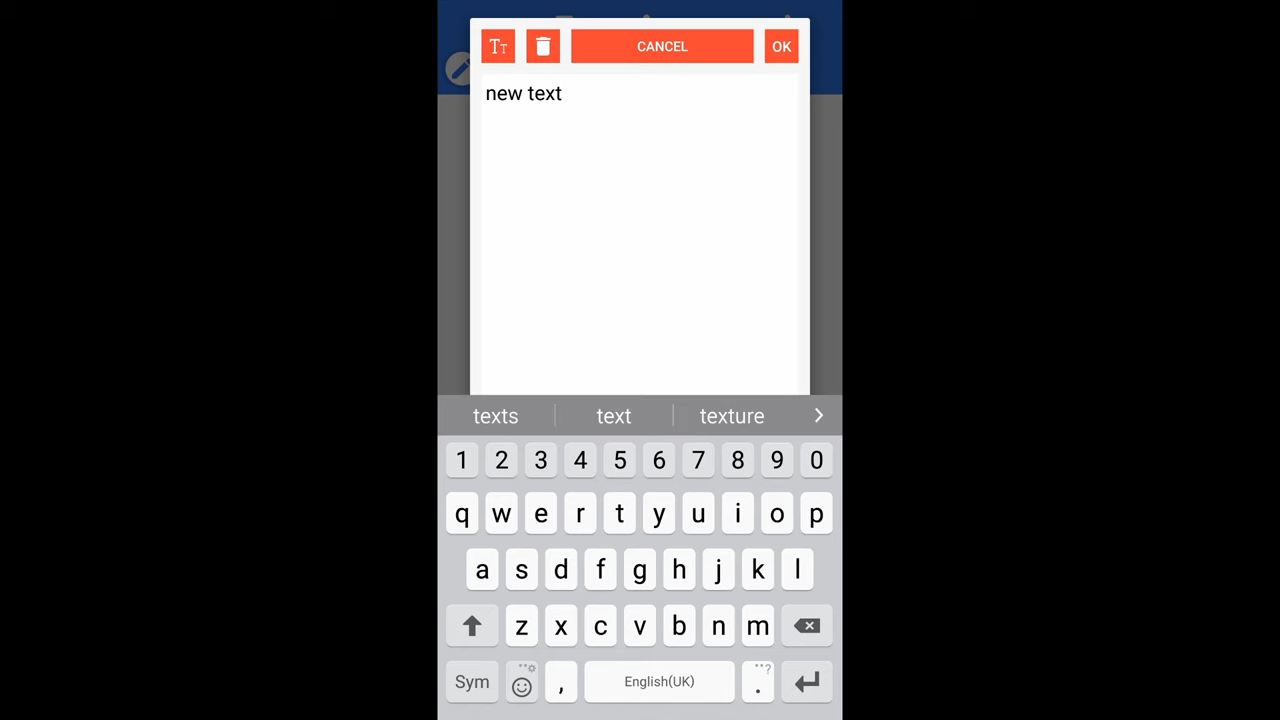 TT CANCEL OK
new text
texts text texture
1 2 3 4 5 6 7 8 9 0
q w e r t y u i o p
a s d f g h j k l
z x c v b n m
Sym , English(UK) . ?